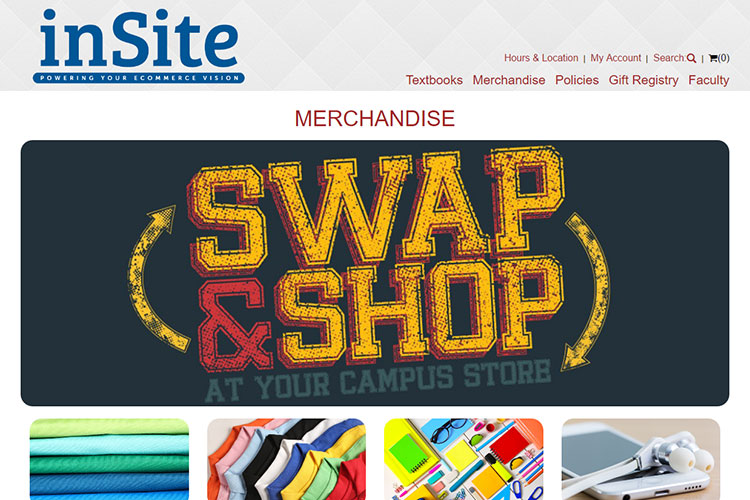 inSite
POWERING YOUR ECOMMERCE VISION
Hours & Location | My Account | Search: | (0)
Textbooks Merchandise Policies Gift Registry Faculty
MERCHANDISE
SWAP
& SHOP
AT YOUR CAMPUS STORE